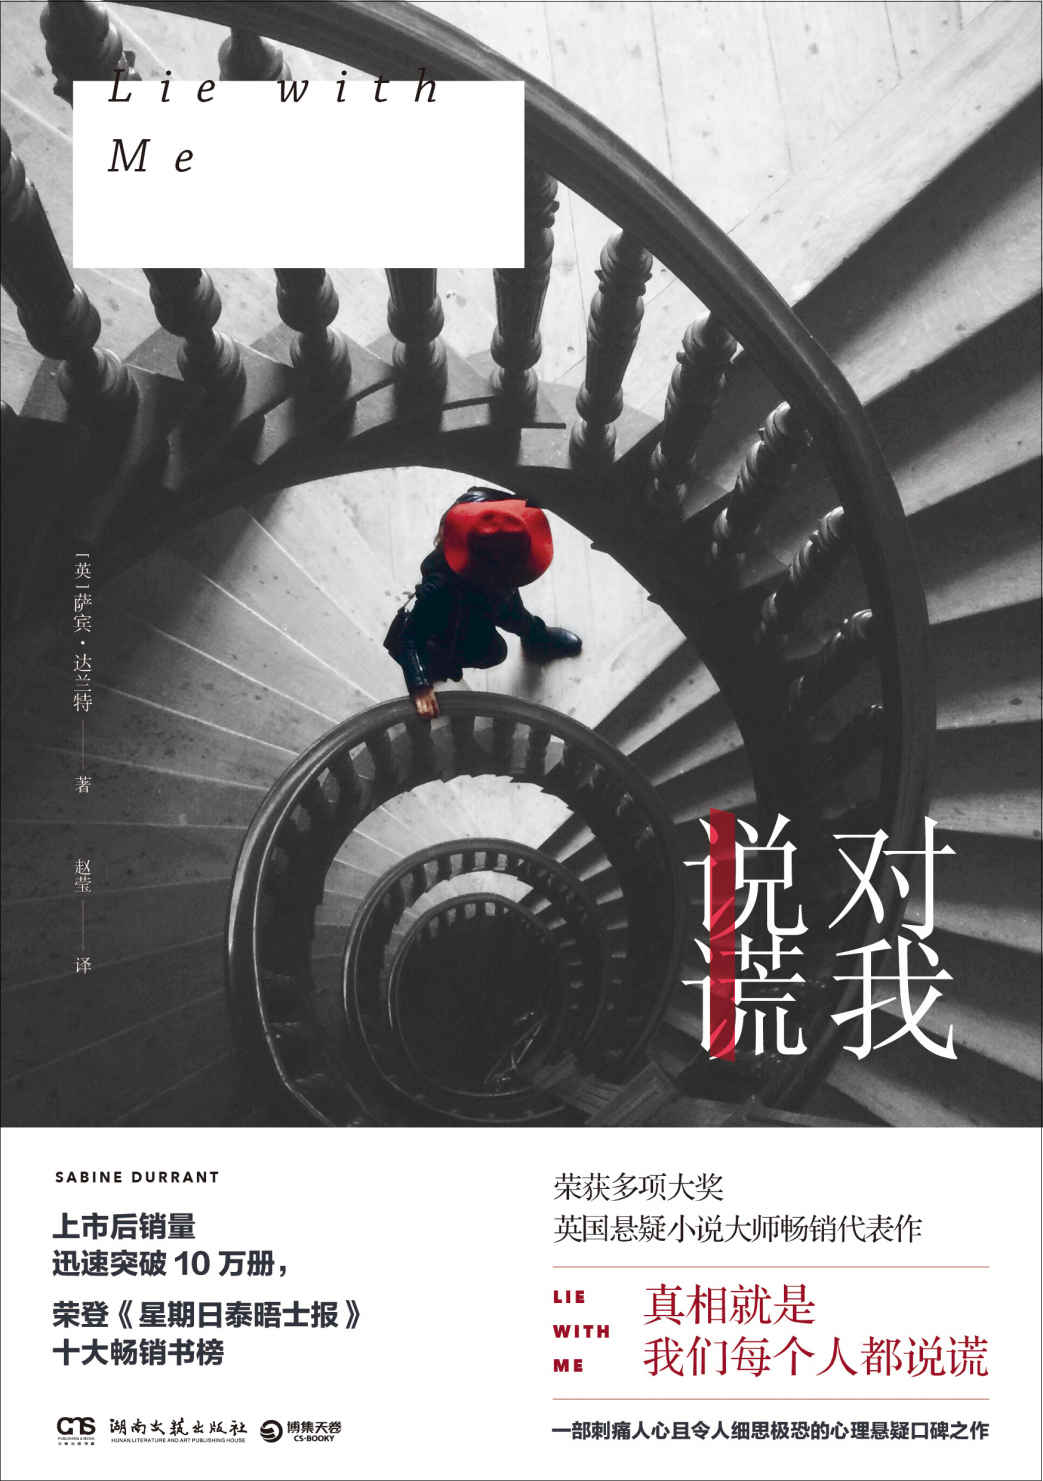 Lie with
Me
[英]萨宾·达兰特——著
赵莹——译
对我
说谎
SABINE DURRANT
上市后销量
迅速突破10万册，
荣登《星期日泰晤士报》
十大畅销书榜
荣获多项大奖
英国悬疑小说大师畅销代表作
LIE
WITH
ME
真相就是
我们每个人都说谎
一部刺痛人心且令人细思极恐的心理悬疑口碑之作
湖南文艺出版社
HUNAN LITERATURE AND ART PUBLISHING HOUSE
博集天卷
CS-BOOKY